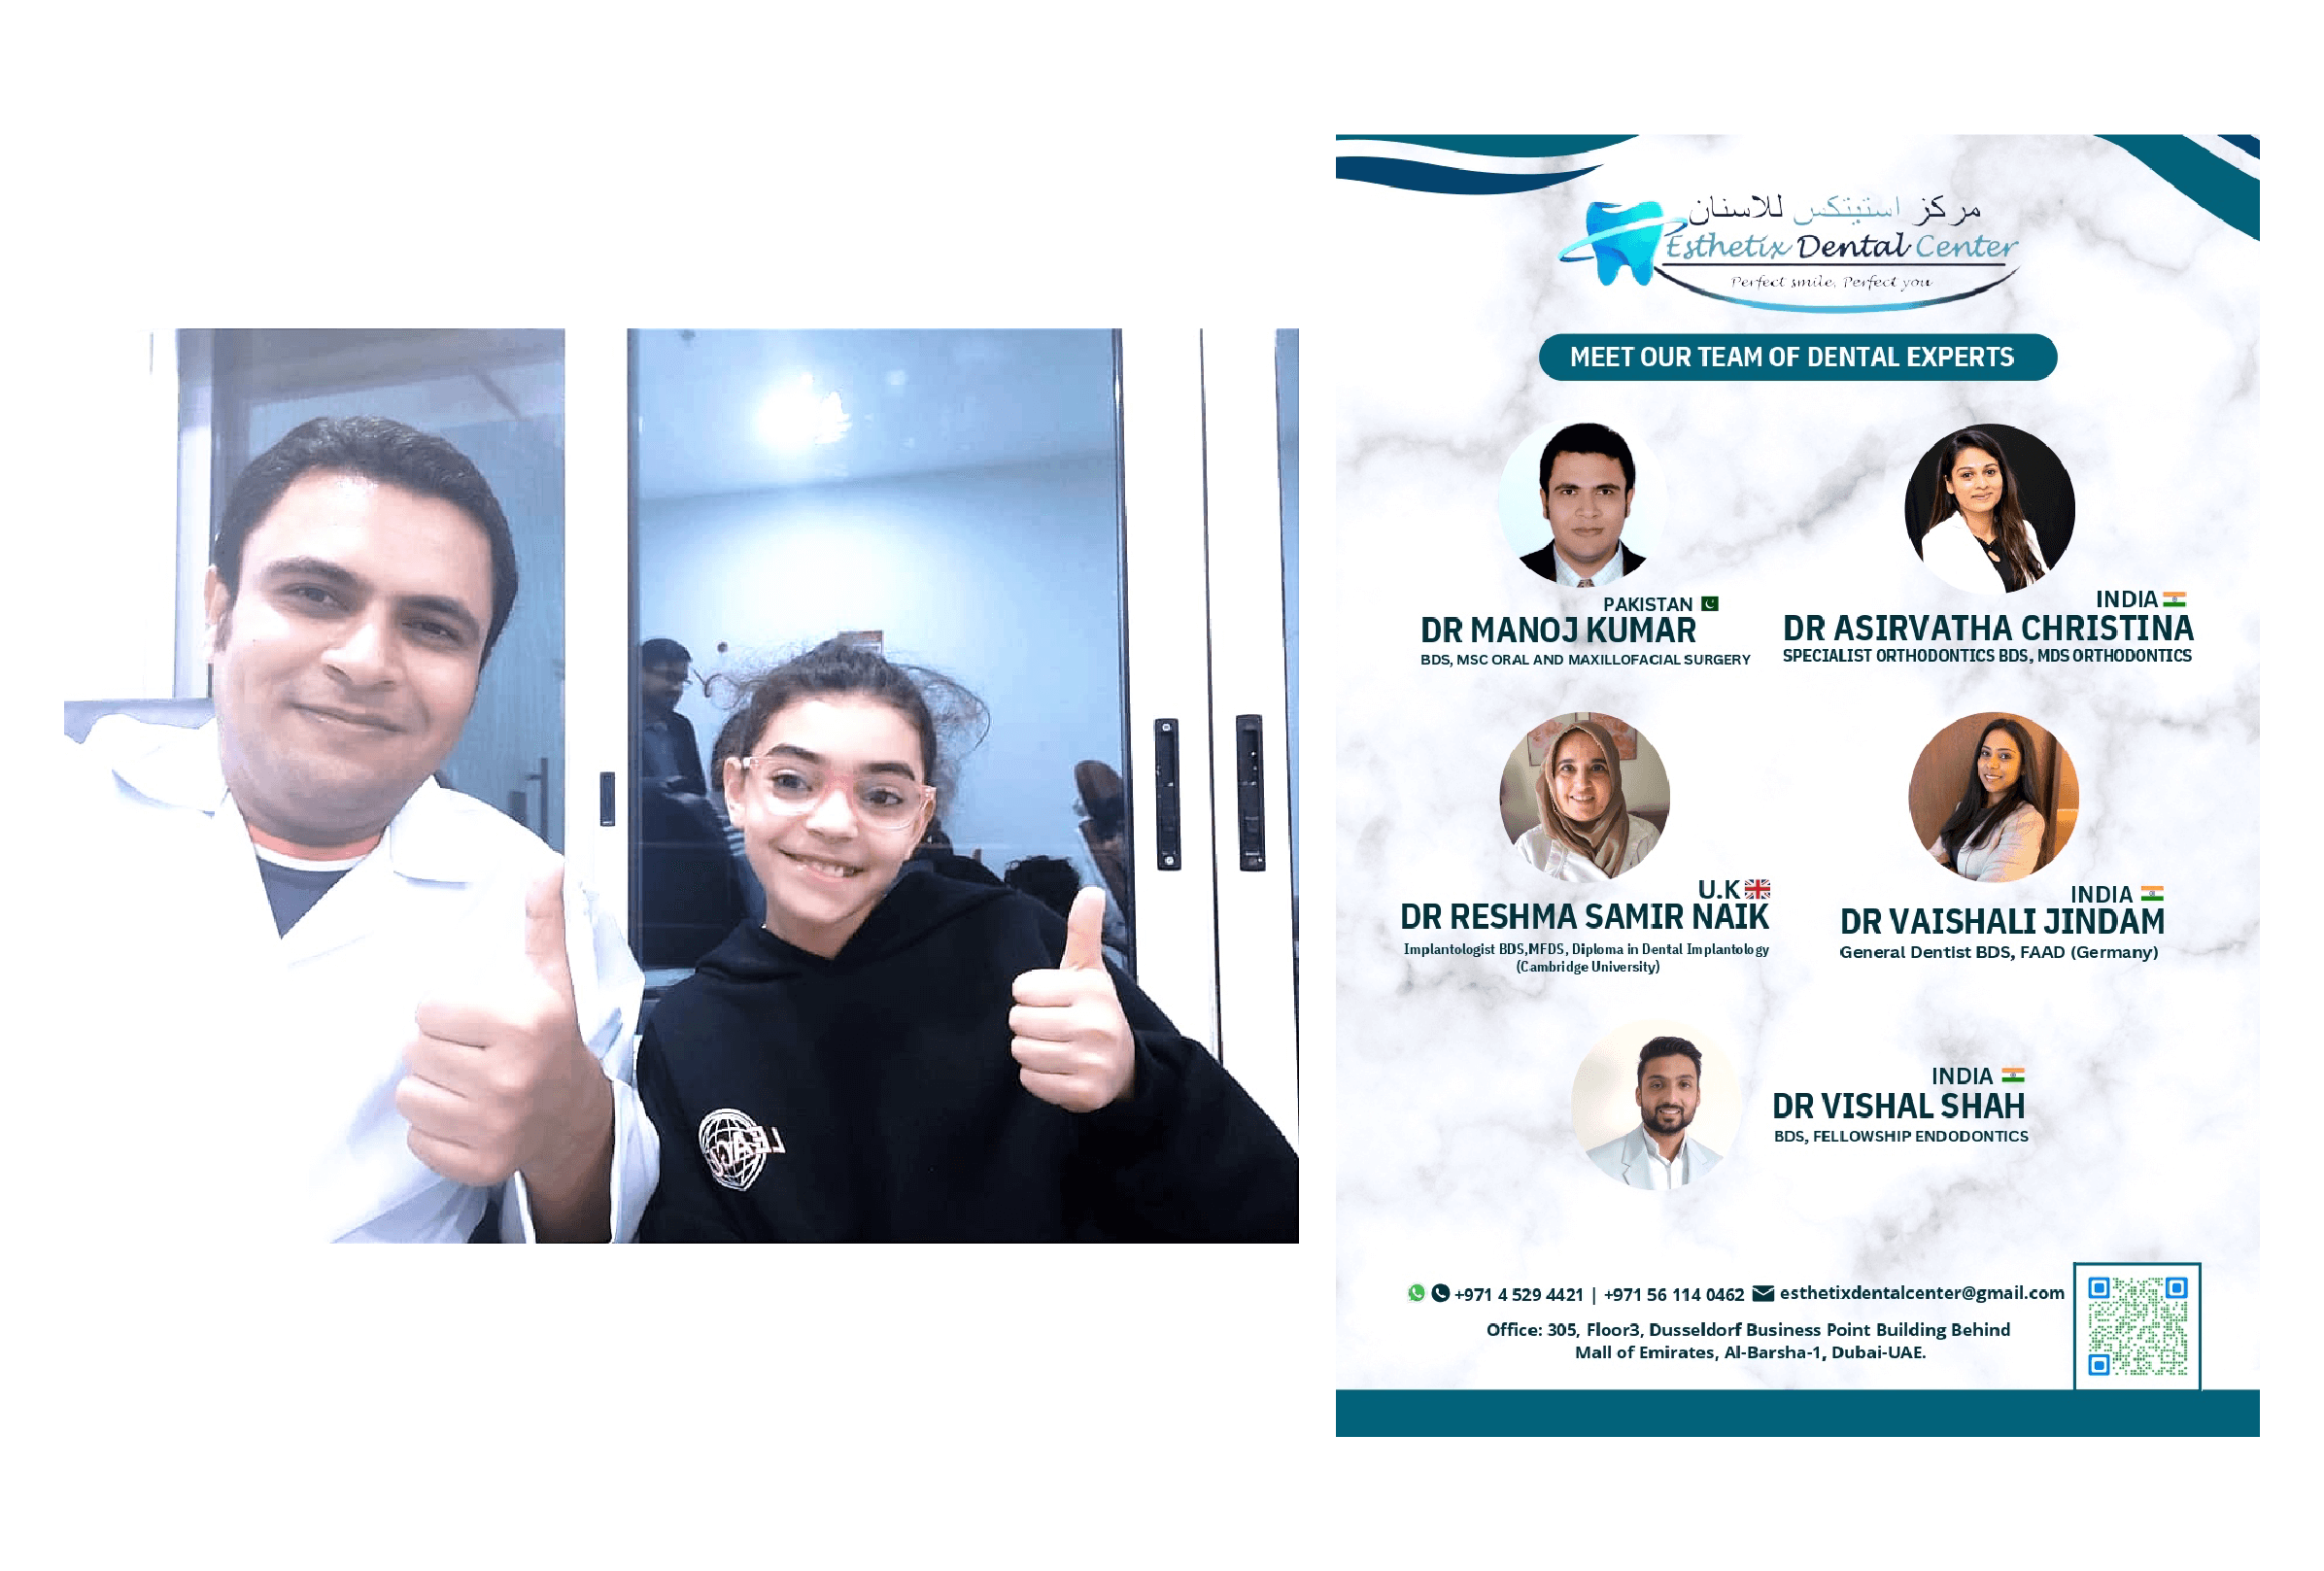 مركز استيتكس للاسنان
Esthetix Dental Center
Perfect smile, Perfect you
MEET OUR TEAM OF DENTAL EXPERTS
PAKISTAN
DR MANOJ KUMAR
BDS, MSC ORAL AND MAXILLOFACIAL SURGERY
INDIA
DR ASIRVATHA CHRISTINA
SPECIALIST ORTHODONTICS BDS, MDS ORTHODONTICS
U.K
DR RESHMA SAMIR NAIK
Implantologist BDS,MFDS, Diploma in Dental Implantology
(Cambridge University)
INDIA
DR VAISHALI JINDAM
General Dentist BDS, FAAD (Germany)
INDIA
DR VISHAL SHAH
BDS, FELLOWSHIP ENDODONTICS
+971 4 529 4421 | +971 56 114 0462 esthetixdentalcenter@gmail.com
Office: 305, Floor3, Dusseldorf Business Point Building Behind
Mall of Emirates, Al-Barsha-1, Dubai-UAE.